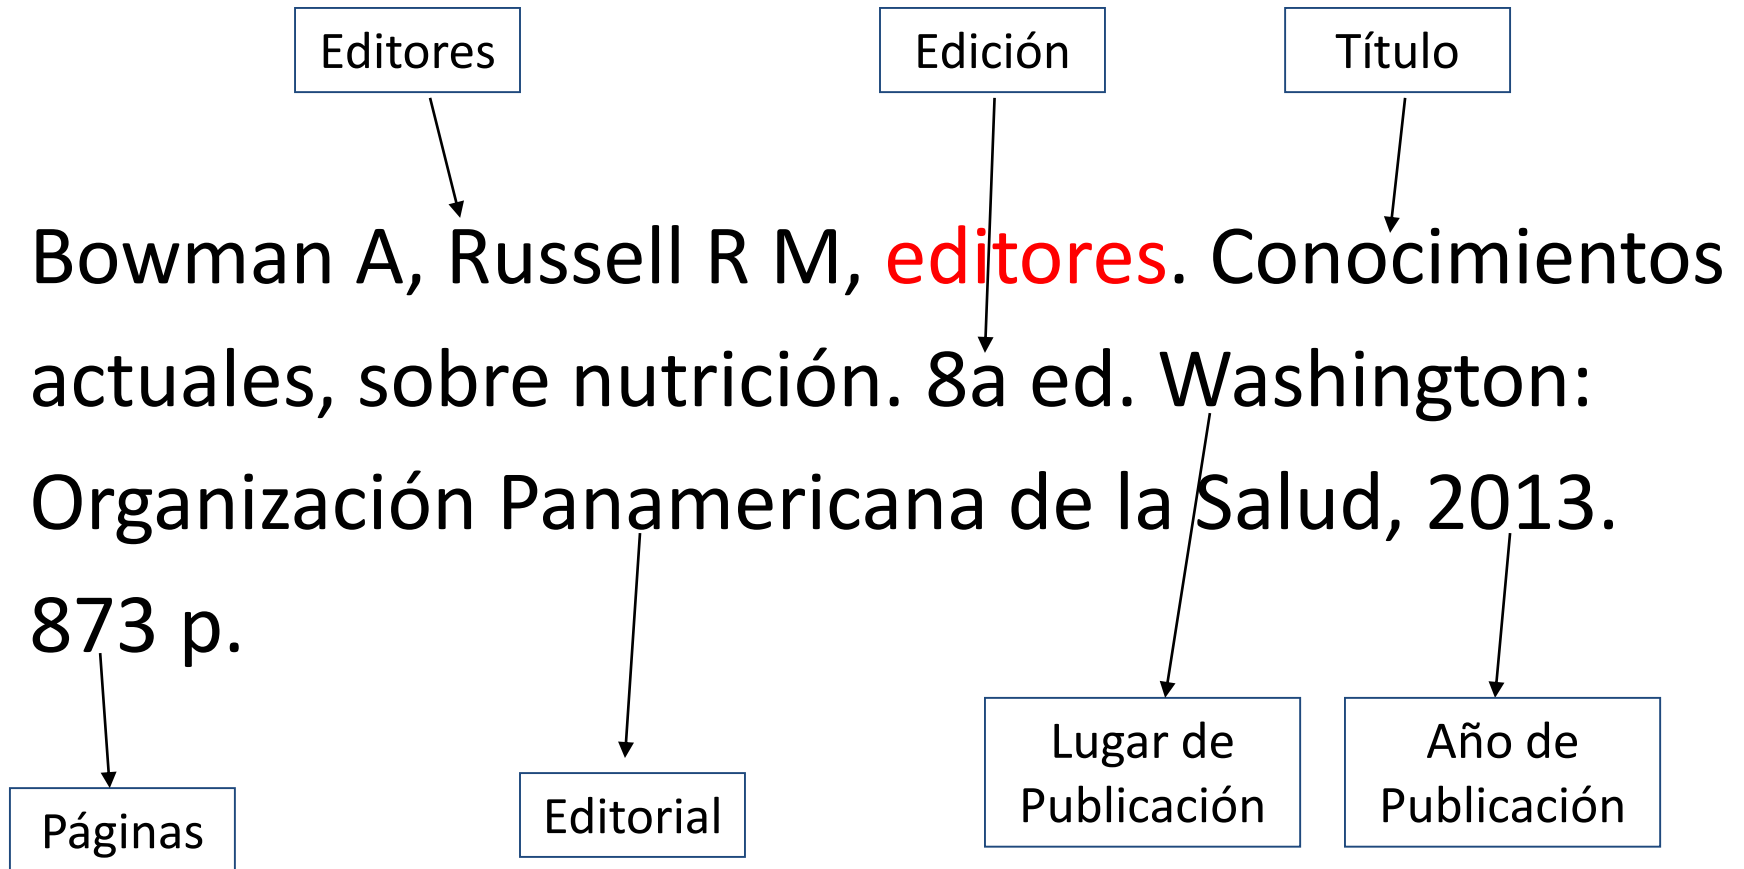 Editores
Edición
Título
Bowman A, Russell R M, editores. Conocimientos
actuales, sobre nutrición. 8a ed. Washington:
Organización Panamericana de la Salud, 2013.
873 p.
Lugar de
Publicación
Año de
Publicación
Editorial
Páginas